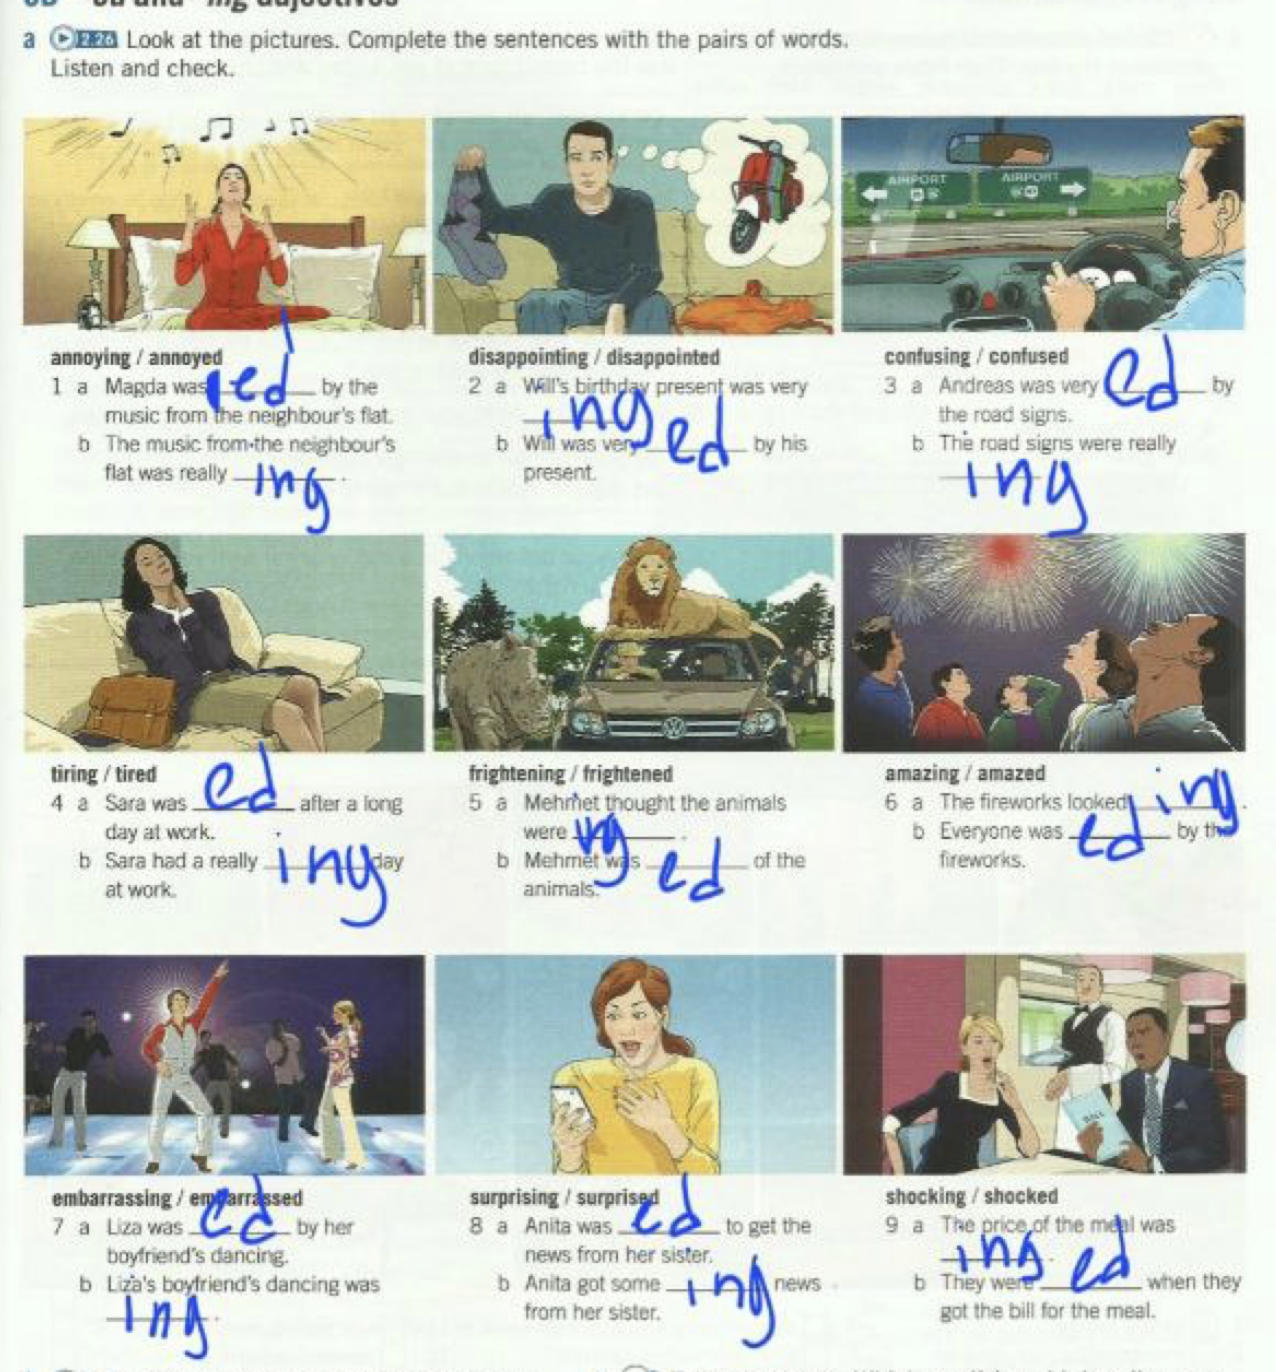 -ed and -ing adjectives
a 2.26 Look at the pictures. Complete the sentences with the pairs of words.
Listen and check.
AIRPORT AIRPORT
annoying / annoyed
1 a Magda was ed by the
music from the neighbour's flat.
b The music from the neighbour's
flat was really ing.
disappointing / disappointed
2 a Will's birthday present was very
ing
b Will was very ed by his
present.
confusing / confused
3 a Andreas was very ed by
the road signs.
b The road signs were really
ing
tiring / tired
4 a Sara was ed after a long
day at work.
b Sara had a really ing day
at work.
frightening / frightened
5 a Mehmet thought the animals
were ing.
b Mehmet was ed of the
animals.
amazing / amazed
6 a The fireworks looked ing.
b Everyone was ed by the
fireworks.
BILL
embarrassing / embarrassed
7 a Liza was ed by her
boyfriend's dancing.
b Liza's boyfriend's dancing was
ing.
surprising / surprised
8 a Anita was ed to get the
news from her sister.
b Anita got some ing news
from her sister.
shocking / shocked
9 a The price of the meal was
ing.
b They were ed when they
got the bill for the meal.